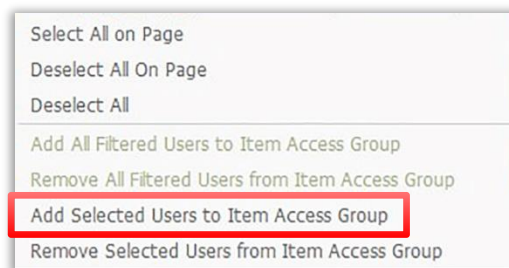 Select All on Page
Deselect All On Page
Deselect All
Add All Filtered Users to Item Access Group
Remove All Filtered Users from Item Access Group
Add Selected Users to Item Access Group
Remove Selected Users from Item Access Group